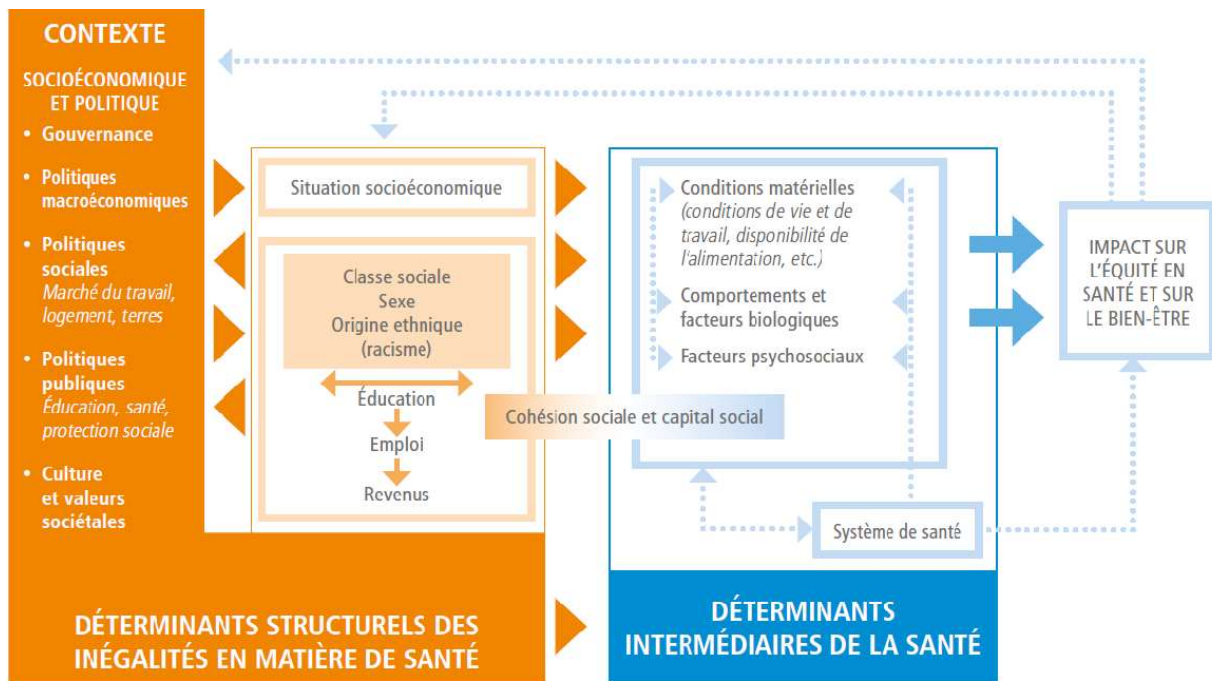 CONTEXTE
SOCIOÉCONOMIQUE
ET POLITIQUE
• Gouvernance
• Politiques
macroéconomiques
• Politiques
sociales
Marché du travail,
logement, terres
• Politiques
publiques
Éducation, santé,
protection sociale
• Culture
et valeurs
sociétales
Situation socioéconomique
Classe sociale
Sexe
Origine ethnique
(racisme)
Éducation
Emploi
Revenus
Cohésion sociale et capital social
Conditions matérielles
(conditions de vie et de
travail, disponibilité de
l'alimentation, etc.)
Comportements et
facteurs biologiques
Facteurs psychosociaux
Système de santé
IMPACT SUR
L'ÉQUITÉ EN
SANTÉ ET SUR
LE BIEN-ÊTRE
DÉTERMINANTS STRUCTURELS DES
INÉGALITÉS EN MATIÈRE DE SANTÉ
DÉTERMINANTS
INTERMÉDIAIRES DE LA SANTÉ